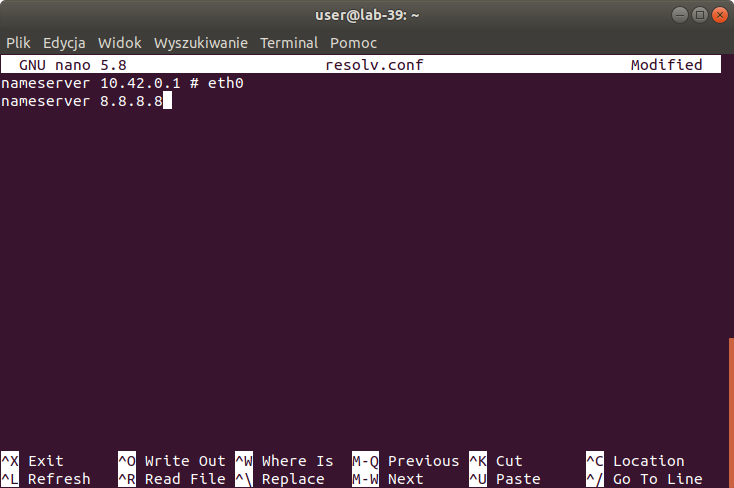 user@lab-39: ~
Plik Edycja Widok Wyszukiwanie Terminal Pomoc
GNU nano 5.8 resolv.conf Modified
nameserver 10.42.0.1 # eth0
nameserver 8.8.8.8
^X Exit ^O Write Out ^W Where Is M-Q Previous ^K Cut ^C Location
^L Refresh ^R Read File ^\ Replace M-W Next ^U Paste ^/ Go To Line